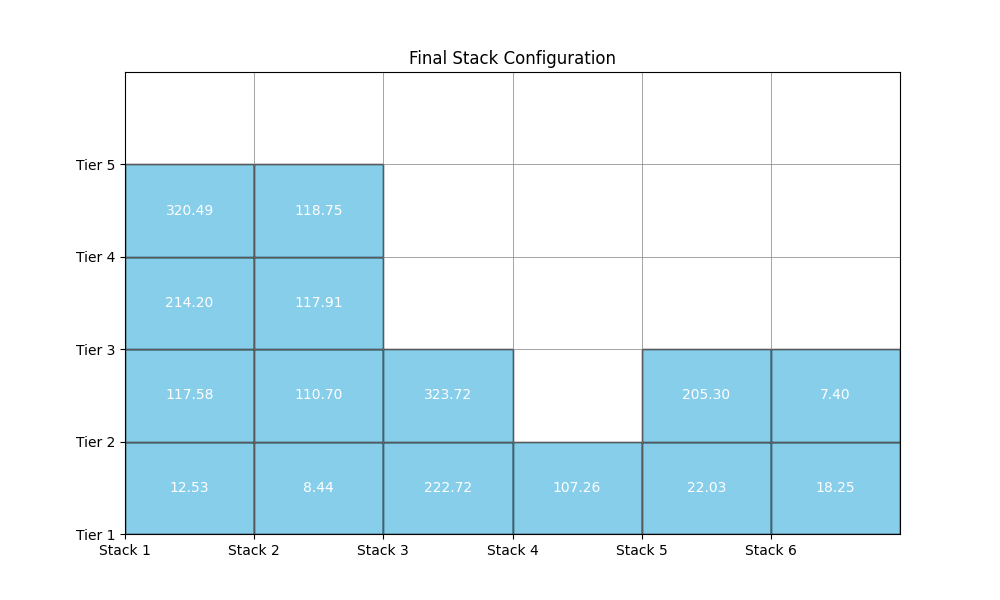 Final Stack Configuration
Tier 5
320.49 118.75
Tier 4
214.20 117.91
Tier 3
117.58 110.70 323.72 205.30 7.40
Tier 2
12.53 8.44 222.72 107.26 22.03 18.25
Tier 1
Stack 1 Stack 2 Stack 3 Stack 4 Stack 5 Stack 6